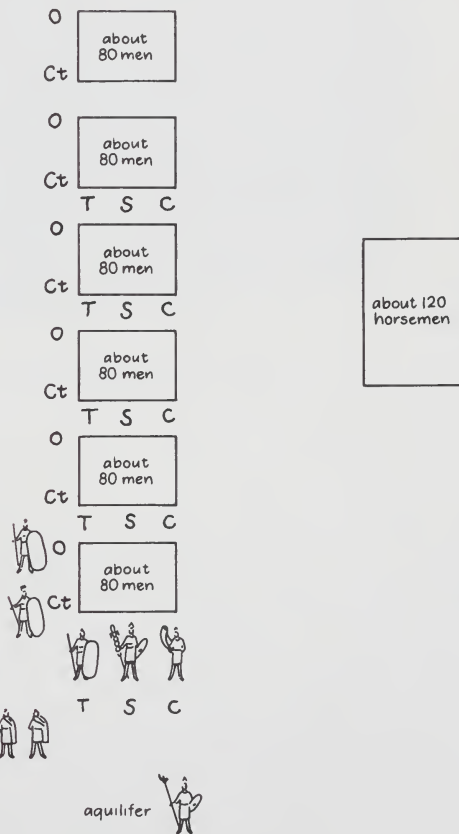 O
about
80 men
Ct
O
about
80 men
Ct
T S C
O
about
80 men
Ct
T S C
about 120
horsemen
O
about
80 men
Ct
T S C
O
about
80 men
Ct
T S C
O
about
80 men
Ct
T S C
aquilifer